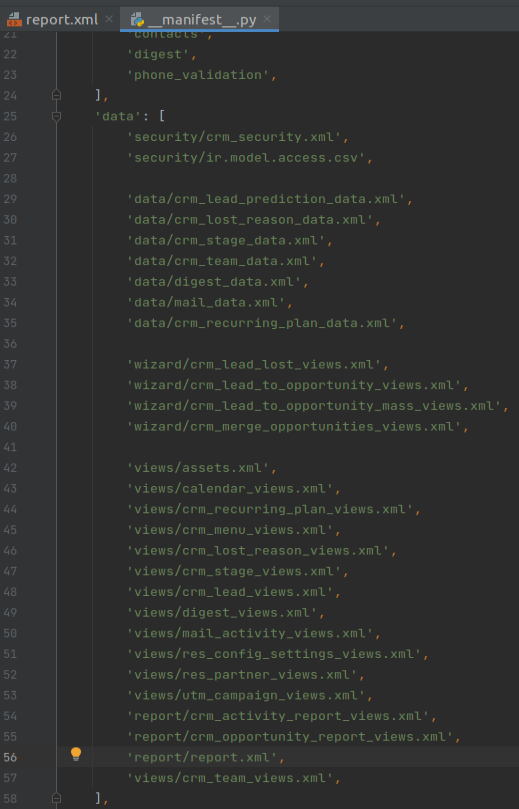 report.xml × __manifest__.py ×
21 'contacts',
22 'digest',
23 'phone_validation',
24 ],
25 'data': [
26 'security/crm_security.xml',
27 'security/ir.model.access.csv',
28
29 'data/crm_lead_prediction_data.xml',
30 'data/crm_lost_reason_data.xml',
31 'data/crm_stage_data.xml',
32 'data/crm_team_data.xml',
33 'data/digest_data.xml',
34 'data/mail_data.xml',
35 'data/crm_recurring_plan_data.xml',
36
37 'wizard/crm_lead_lost_views.xml',
38 'wizard/crm_lead_to_opportunity_views.xml',
39 'wizard/crm_lead_to_opportunity_mass_views.xml',
40 'wizard/crm_merge_opportunities_views.xml',
41
42 'views/assets.xml',
43 'views/calendar_views.xml',
44 'views/crm_recurring_plan_views.xml',
45 'views/crm_menu_views.xml',
46 'views/crm_lost_reason_views.xml',
47 'views/crm_stage_views.xml',
48 'views/crm_lead_views.xml',
49 'views/digest_views.xml',
50 'views/mail_activity_views.xml',
51 'views/res_config_settings_views.xml',
52 'views/res_partner_views.xml',
53 'views/utm_campaign_views.xml',
54 'report/crm_activity_report_views.xml',
55 'report/crm_opportunity_report_views.xml',
56 'report/report.xml',
57 'views/crm_team_views.xml',
58 ],